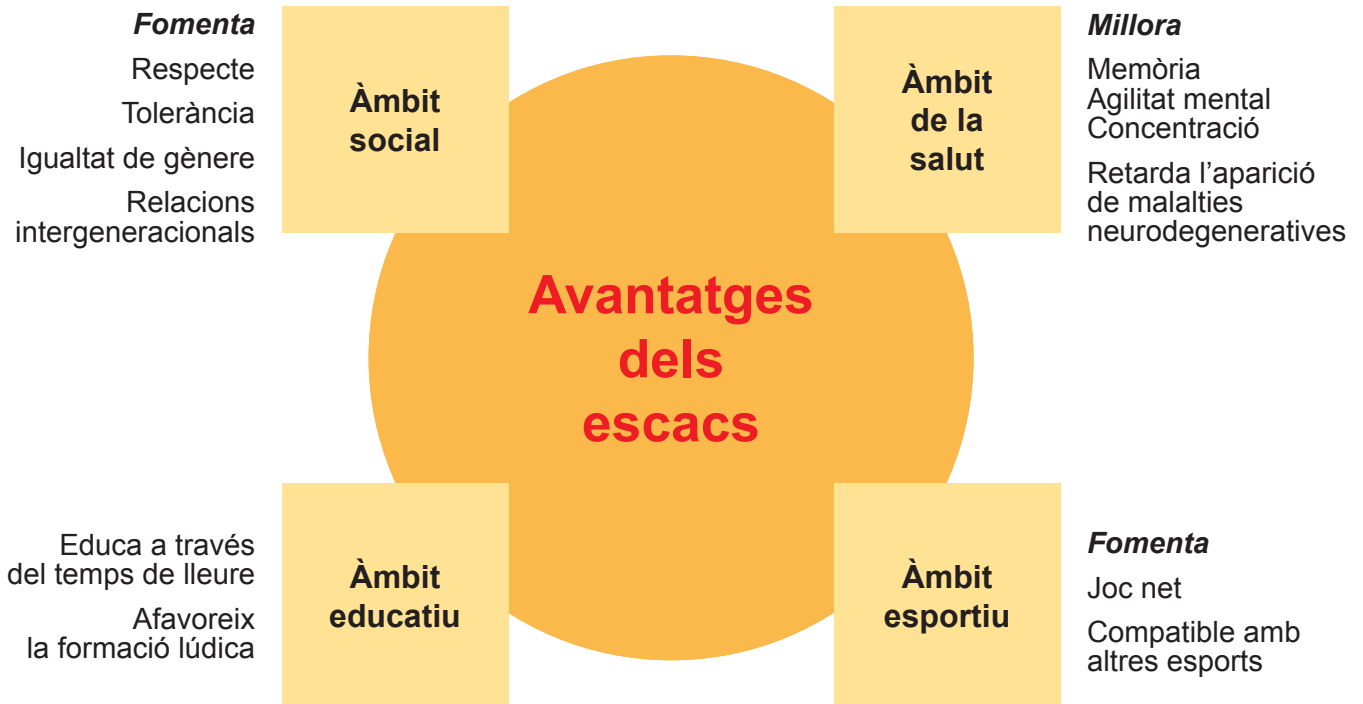 Fomenta
Respecte
Tolerància
Igualtat de gènere
Relacions
intergeneracionals
Àmbit
social
Àmbit
de la
salut
Millora
Memòria
Agilitat mental
Concentració
Retarda l’aparició
de malalties
neurodegeneratives
Avantatges
dels
escacs
Educa a través
del temps de lleure
Afavoreix
la formació lúdica
Àmbit
educatiu
Àmbit
esportiu
Fomenta
Joc net
Compatible amb
altres esports